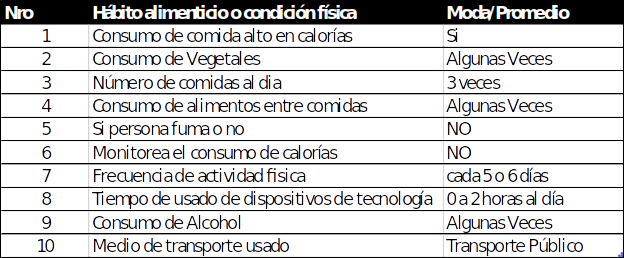 Nro Hábito alimenticio o condición física Moda/Promedio
1 Consumo de comida alto en calorías Si
2 Consumo de Vegetales Algunas Veces
3 Número de comidas al dia 3 veces
4 Consumo de alimentos entre comidas Algunas Veces
5 Si persona fuma o no NO
6 Monitorea el consumo de calorías NO
7 Frecuencia de actividad fisica cada 5 o 6 días
8 Tiempo de usado de dispositivos de tecnología 0 a 2 horas al día
9 Consumo de Alcohol Algunas Veces
10 Medio de transporte usado Transporte Público